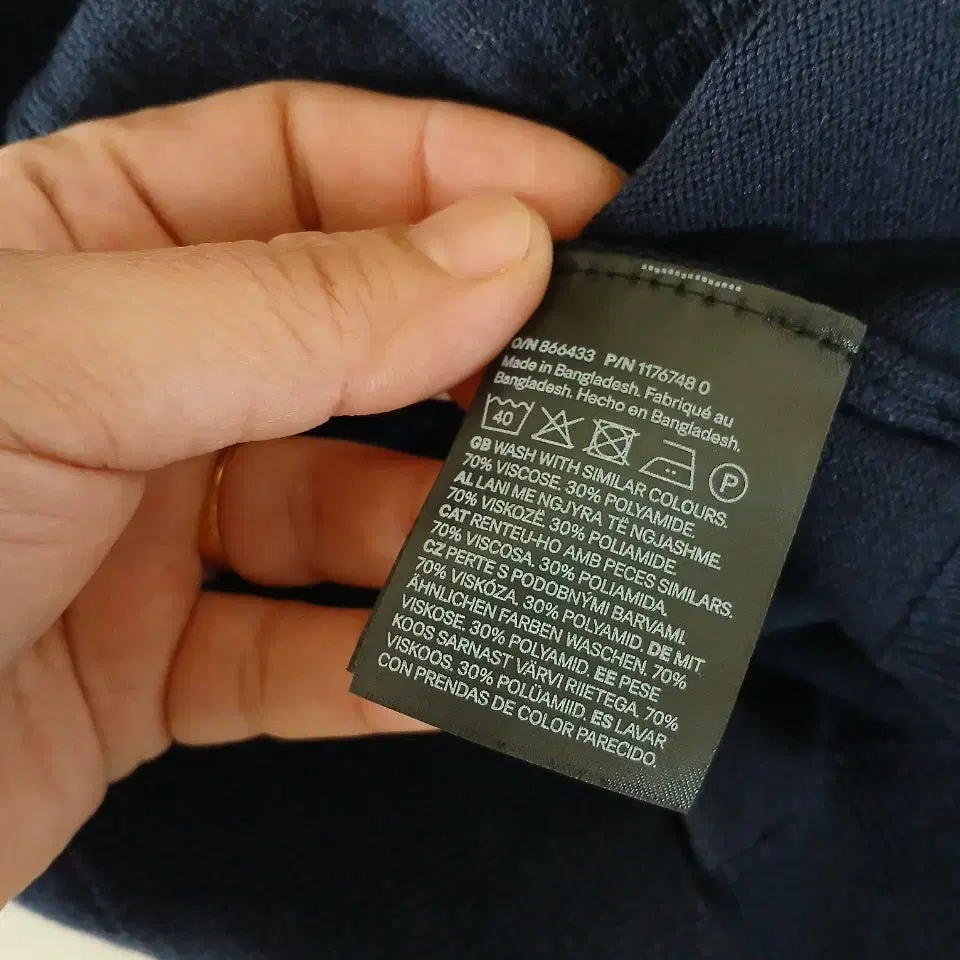 O/N 866433 P/N 1176748 0
Made in Bangladesh. Fabriqué au
Bangladesh. Hecho en Bangladesh.
40 P
GB WASH WITH SIMILAR COLOURS.
70% VISCOSE, 30% POLYAMIDE.
AL LANI ME NGJYRA TË NGJASHME.
70% VISKOZË, 30% POLIAMIDE.
CAT RENTEU-HO AMB PECES SIMILARS.
70% VISCOSA, 30% POLIAMIDA.
CZ PERTE S PODOBNÝMI BARVAMI.
70% VISKÓZA, 30% POLYAMID. DE MIT
ÄHNLICHEN FARBEN WASCHEN. 70%
VISKOSE, 30% POLYAMID. EE PESE
KOOS SARNAST VÄRVI RIIETEGA. 70%
VISKOOS, 30% POLÜAMIID. ES LAVAR
CON PRENDAS DE COLOR PARECIDO.